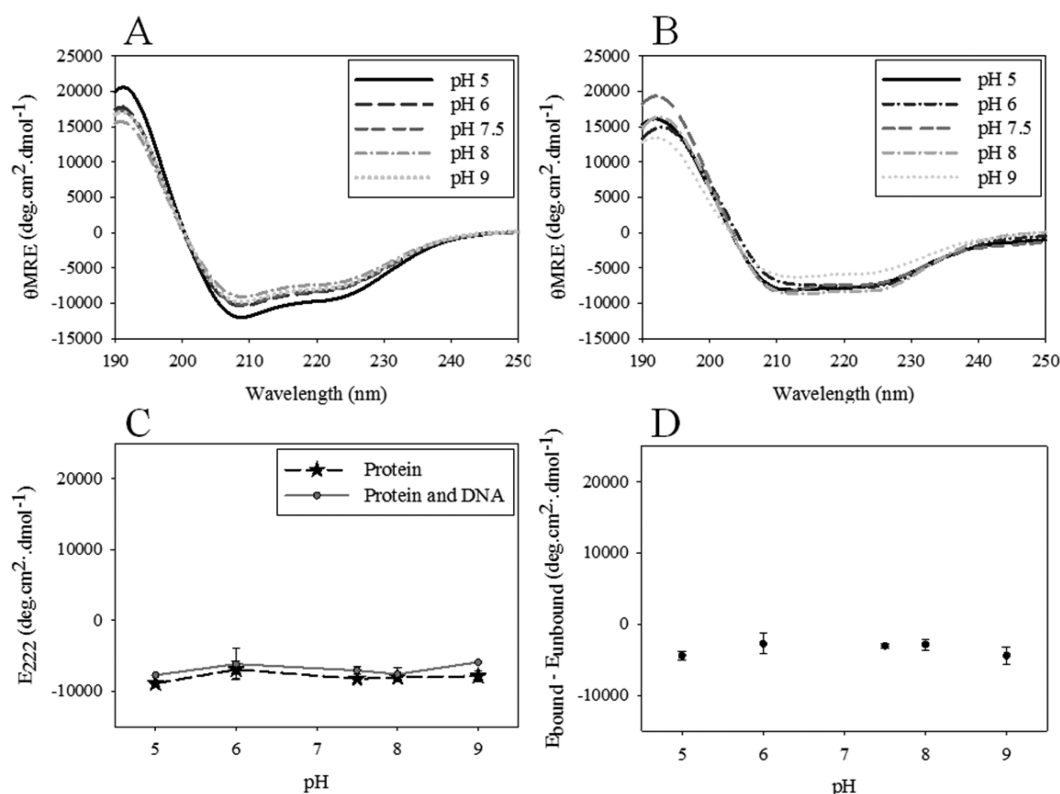 A
θMRE (deg.cm².dmol⁻¹)
25000
20000
15000
10000
5000
0
-5000
-10000
-15000
190
200
210
220
230
240
250
Wavelength (nm)
pH 5
pH 6
pH 7.5
pH 8
pH 9
B
θMRE (deg.cm².dmol⁻¹)
25000
20000
15000
10000
5000
0
-5000
-10000
-15000
190
200
210
220
230
240
250
Wavelength (nm)
pH 5
pH 6
pH 7.5
pH 8
pH 9
C
E222 (deg.cm²·.dmol⁻¹)
20000
10000
0
-10000
5
6
7
8
9
pH
Protein
Protein and DNA
D
Ebound - Eunbound (deg.cm²·.dmol⁻¹)
20000
10000
0
-10000
5
6
7
8
9
pH